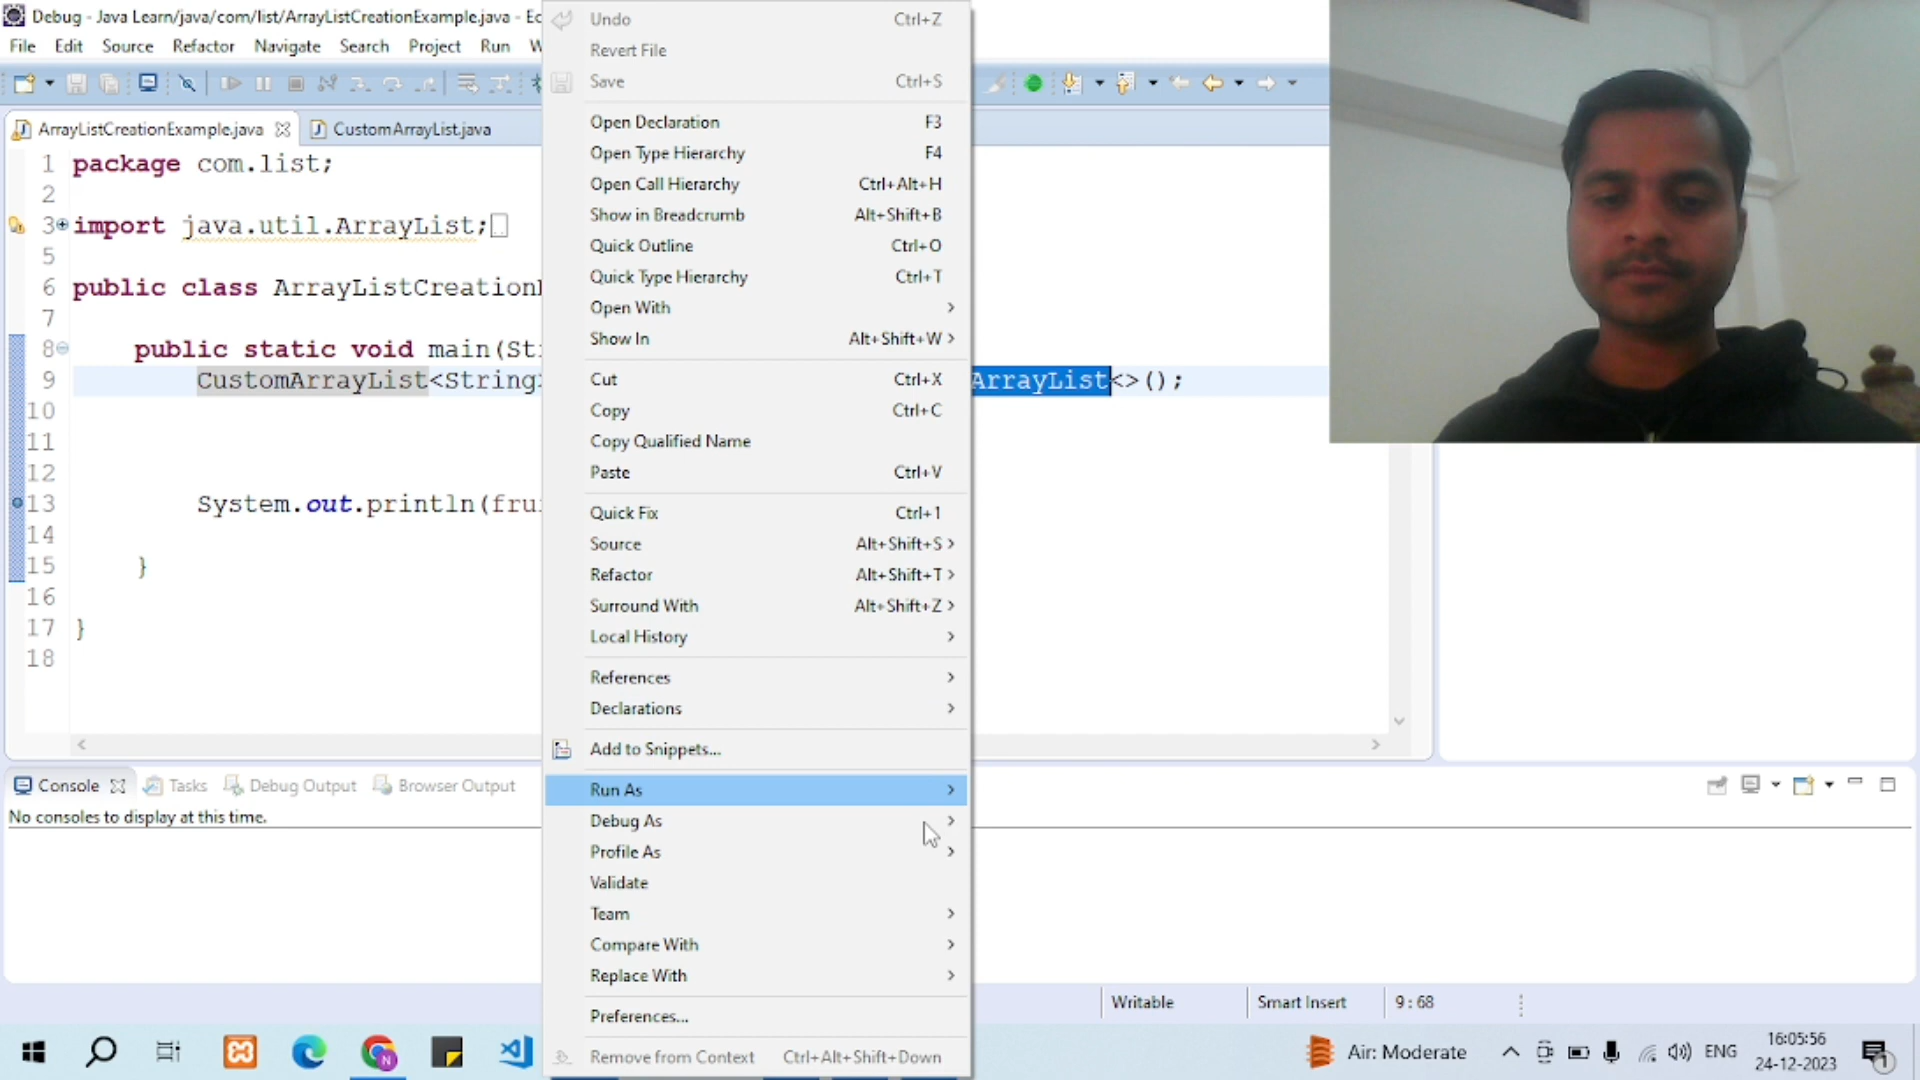 Debug - Java Learn/java/com/list/ArrayListCreationExample.java - Ec
File Edit Source Refactor Navigate Search Project Run W
ArrayListCreationExample.java
CustomArrayList.java
1 package com.list;
2
3 import java.util.ArrayList;
5
6 public class ArrayListCreation
7
8 public static void main(St
9 CustomArrayList<String ArrayList<>();
10
11
12
13 System.out.println(fru
14
15 }
16
17 }
18
Undo Ctrl+Z
Revert File
Save Ctrl+S
Open Declaration F3
Open Type Hierarchy F4
Open Call Hierarchy Ctrl+Alt+H
Show in Breadcrumb Alt+Shift+B
Quick Outline Ctrl+O
Quick Type Hierarchy Ctrl+T
Open With
Show In Alt+Shift+W
Cut Ctrl+X
Copy Ctrl+C
Copy Qualified Name
Paste Ctrl+V
Quick Fix Ctrl+1
Source Alt+Shift+S
Refactor Alt+Shift+T
Surround With Alt+Shift+Z
Local History
References
Declarations
Add to Snippets...
Run As
Debug As
Profile As
Validate
Team
Compare With
Replace With
Preferences...
Remove from Context Ctrl+Alt+Shift+Down
Console Tasks Debug Output Browser Output
No consoles to display at this time.
Writable Smart Insert 9 : 68
Air: Moderate
ENG
16:05:56
24-12-2023
1